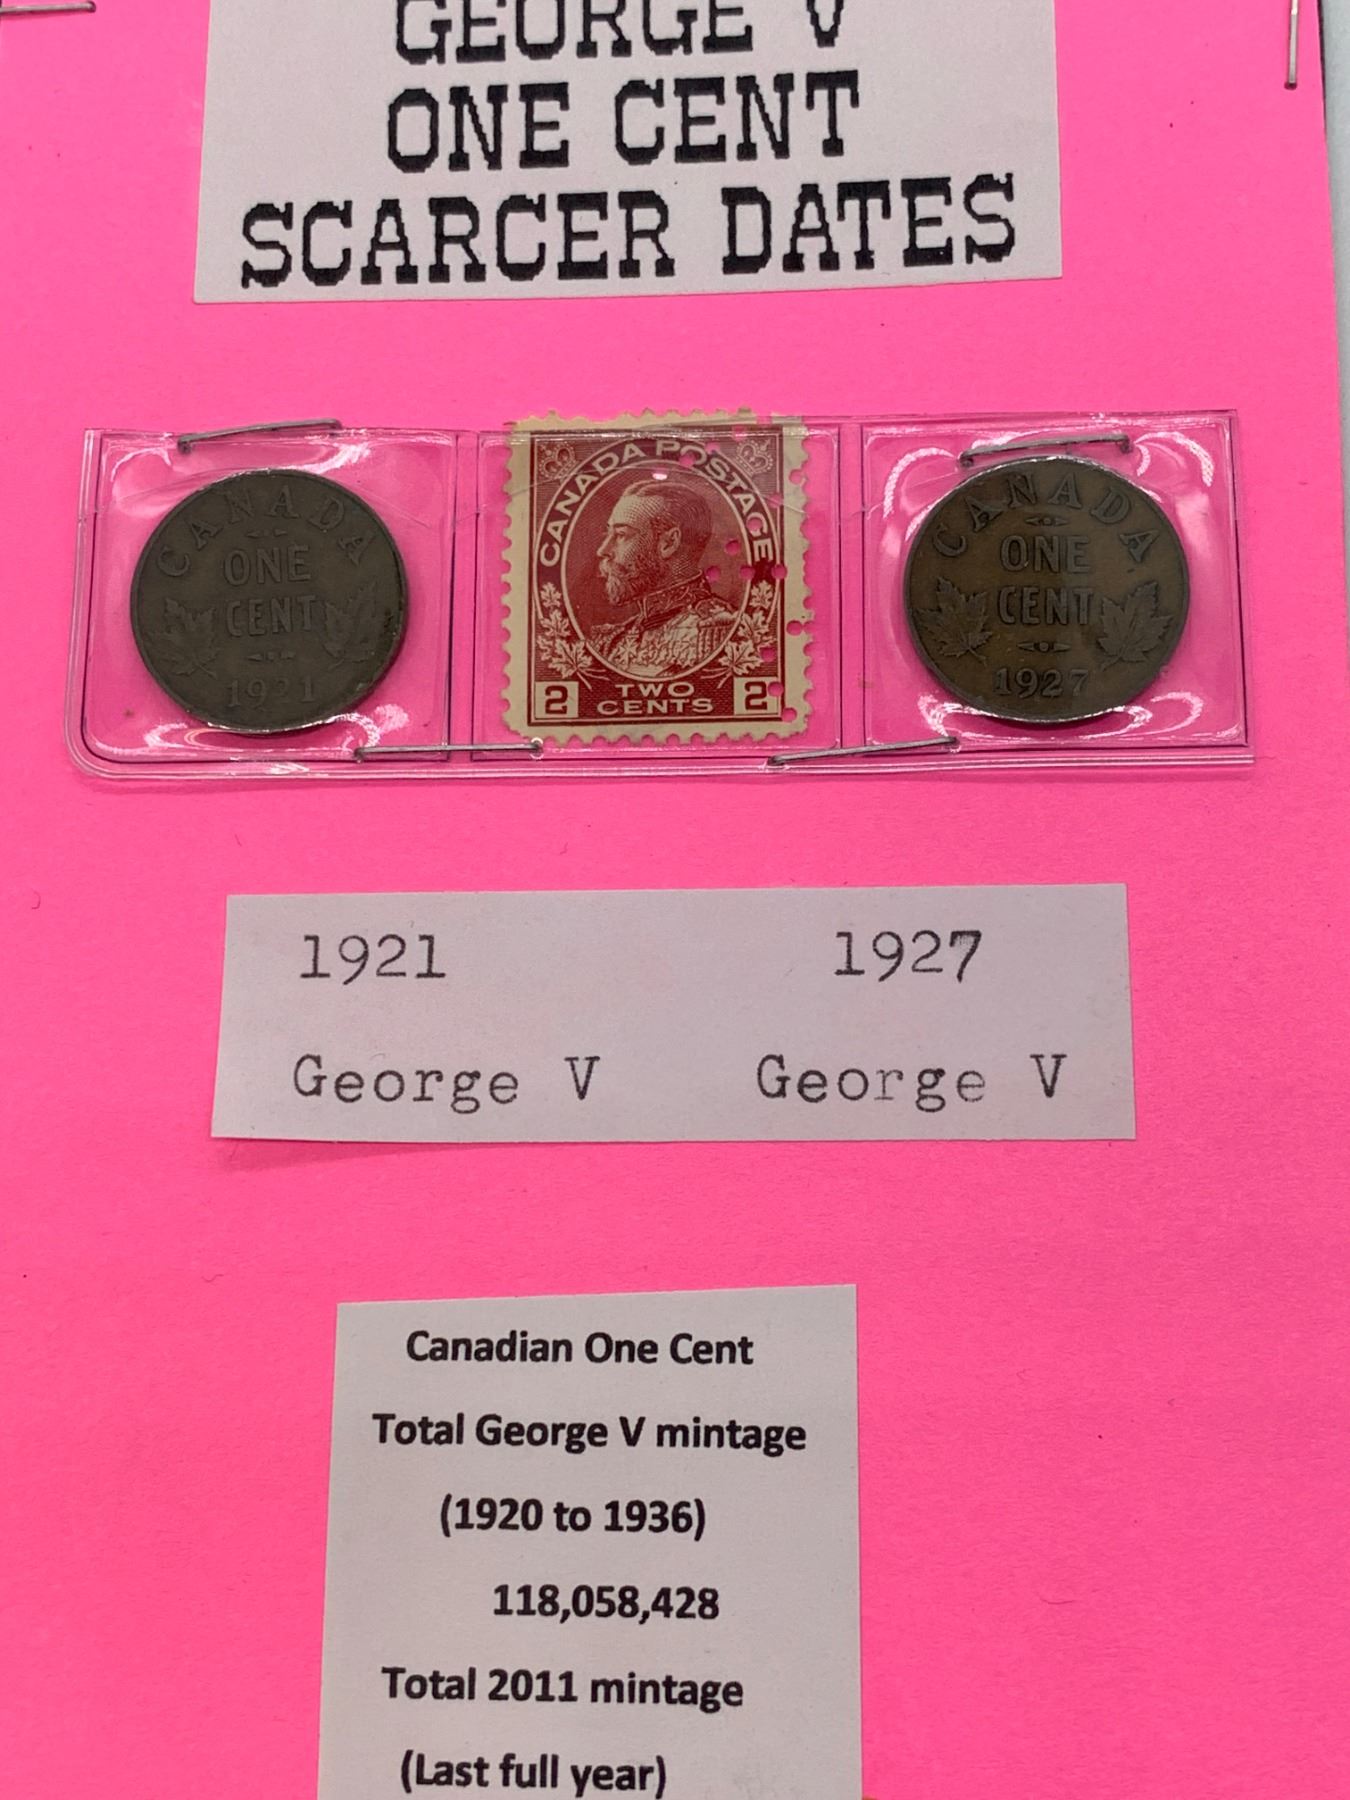 GEORGE V
ONE CENT
SCARCER DATES
CANADA
ONE
CENT
1921
CANADA POSTAGE
2 TWO 2
CENTS
CANADA
ONE
CENT
1927
1921 1927
George V George V
Canadian One Cent
Total George V mintage
(1920 to 1936)
118,058,428
Total 2011 mintage
(Last full year)